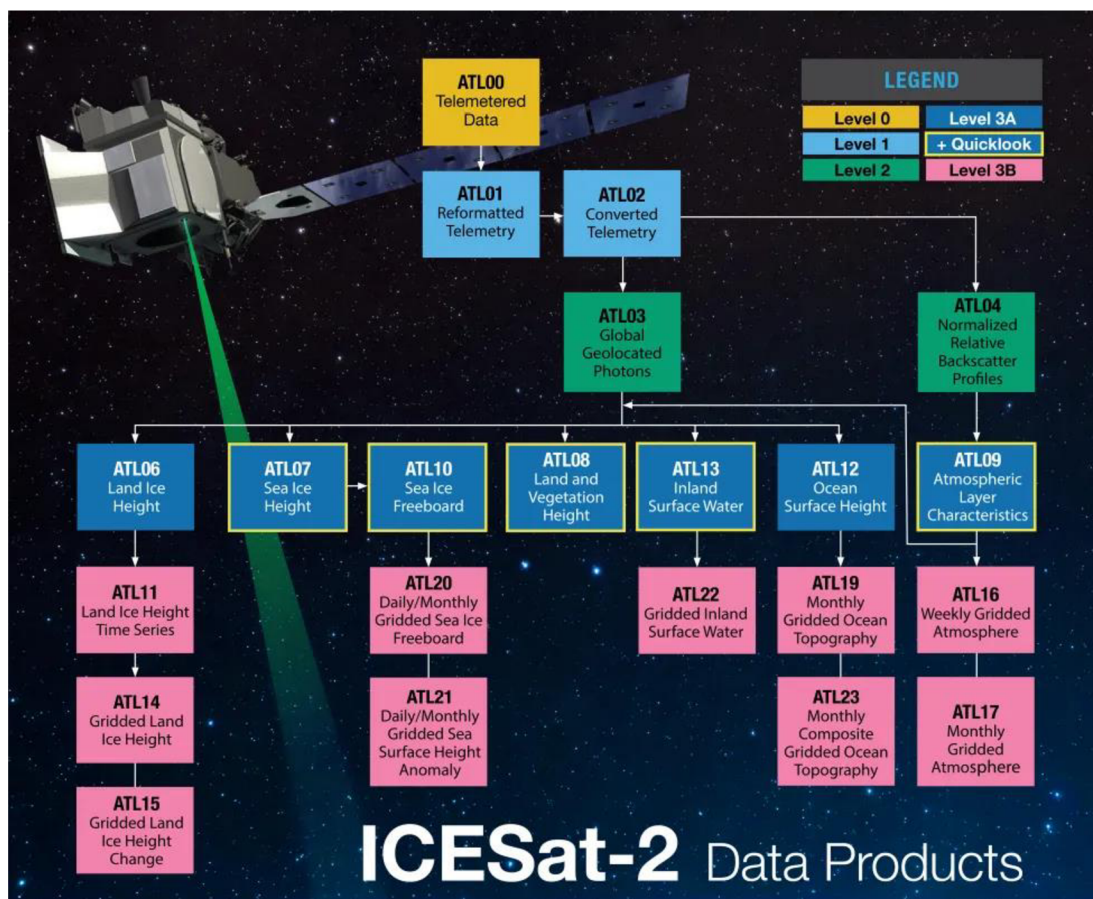 ATL00
Telemetered
Data
LEGEND
Level 0
Level 3A
Level 1
+ Quicklook
Level 2
Level 3B
ATL01
Reformatted
Telemetry
ATL02
Converted
Telemetry
ATL03
Global
Geolocated
Photons
ATL04
Normalized
Relative
Backscatter
Profiles
ATL06
Land Ice
Height
ATL07
Sea Ice
Height
ATL10
Sea Ice
Freeboard
ATL08
Land and
Vegetation
Height
ATL13
Inland
Surface Water
ATL12
Ocean
Surface Height
ATL09
Atmospheric
Layer
Characteristics
ATL11
Land Ice Height
Time Series
ATL20
Daily/Monthly
Gridded Sea Ice
Freeboard
ATL22
Gridded Inland
Surface Water
ATL19
Monthly
Gridded Ocean
Topography
ATL16
Weekly Gridded
Atmosphere
ATL14
Gridded Land
Ice Height
ATL21
Daily/Monthly
Gridded Sea
Surface Height
Anomaly
ATL23
Monthly
Composite
Gridded Ocean
Topography
ATL17
Monthly
Gridded
Atmosphere
ATL15
Gridded Land
Ice Height
Change
ICESat-2 Data Products